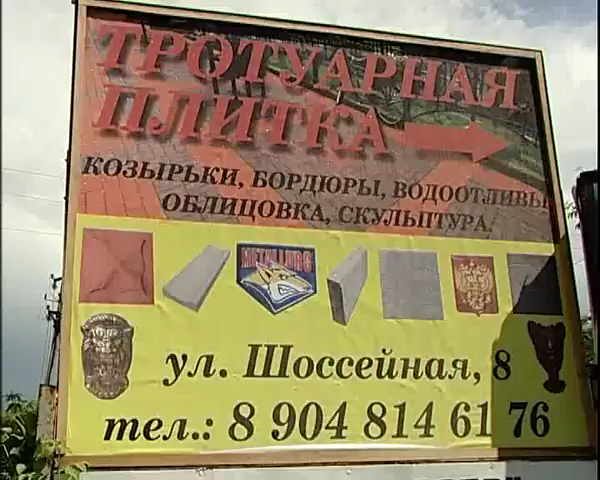 ТРОТУАРНАЯ
ПЛИТКА
КОЗЫРЬКИ, БОРДЮРЫ, ВОДООТЛИВЫ
ОБЛИЦОВКА, СКУЛЬПТУРА.
METALLURG
ул. Шоссейная, 8
тел.: 8 904 814 61 76